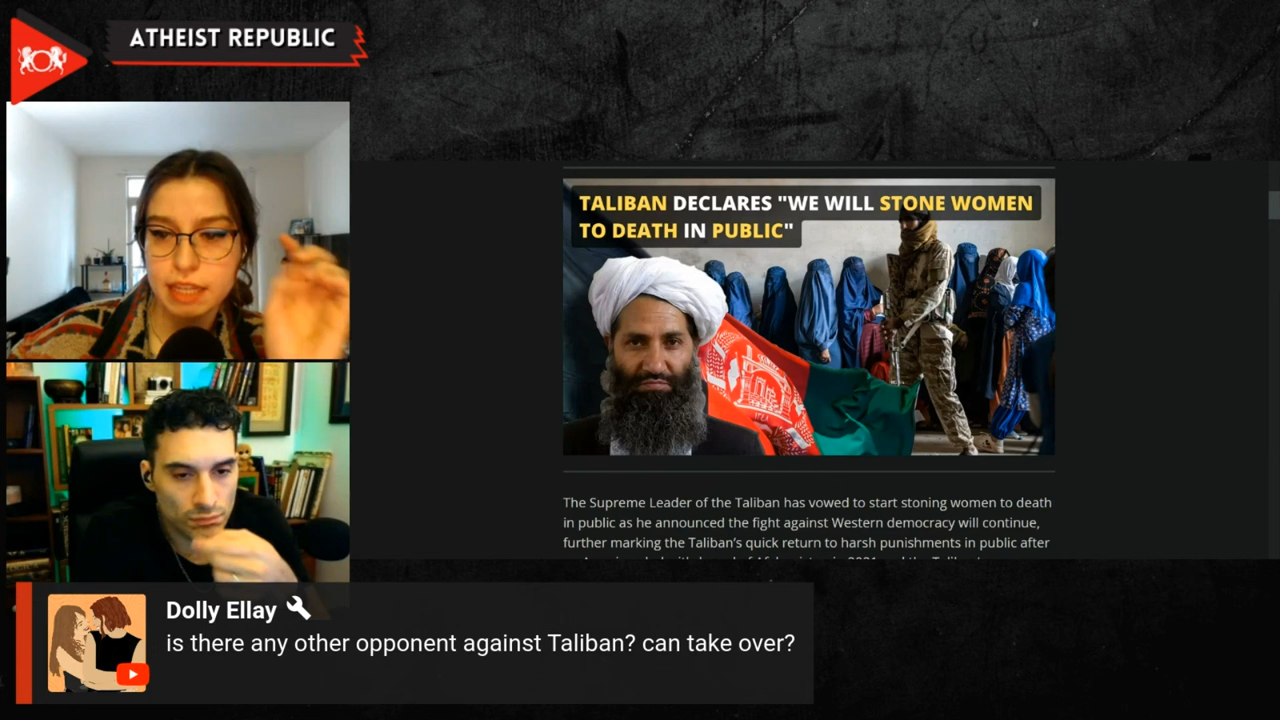 ATHEIST REPUBLIC
TALIBAN DECLARES "WE WILL STONE WOMEN
TO DEATH IN PUBLIC"
The Supreme Leader of the Taliban has vowed to start stoning women to death
in public as he announced the fight against Western democracy will continue,
further marking the Taliban's quick return to harsh punishments in public after
Dolly Ellay
is there any other opponent against Taliban? can take over?